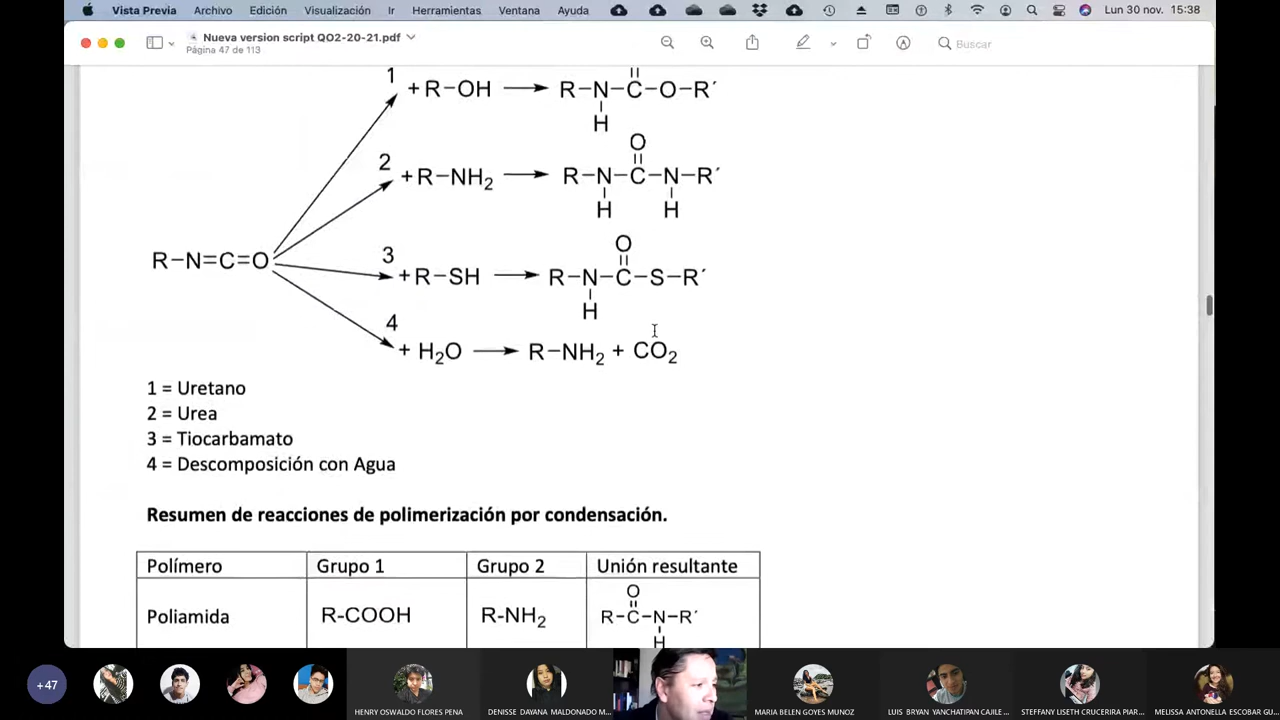 Vista Previa Archivo Edición Visualización Ir Herramientas Ventana Ayuda Lun 30 nov. 15:38
Nueva version script QO2-20-21.pdf
Página 47 de 113
Buscar
1
+R-OH → R-N-C-O-R´
H
O
2
+R-NH2 → R-N-C-N-R´
H H
O
R-N=C=O
3
+R-SH → R-N-C-S-R´
H
4
+ H2O → R-NH2 + CO2
1 = Uretano
2 = Urea
3 = Tiocarbamato
4 = Descomposición con Agua
Resumen de reacciones de polimerización por condensación.
Polímero Grupo 1 Grupo 2 Unión resultante
O
Poliamida R-COOH R-NH2 R-C-N-R´
H
+47
HENRY OSWALDO FLORES PENA DENISSE DAYANA MALDONADO M... MARIA BELEN GOYES MUNOZ LUIS BRYAN YANCHATIPAN CAJILE... STEFFANY LISETH CRUCERIRA PIAR... MELISSA ANTONELLA ESCOBAR GU...